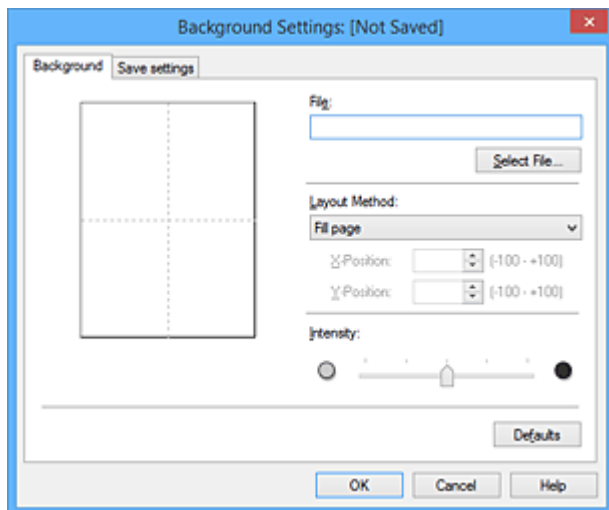 Background Settings: [Not Saved]
Background Save settings
File:
Select File...
Layout Method:
Fill page
X-Position: (-100 - +100)
Y-Position: (-100 - +100)
Intensity:
Defaults
OK Cancel Help